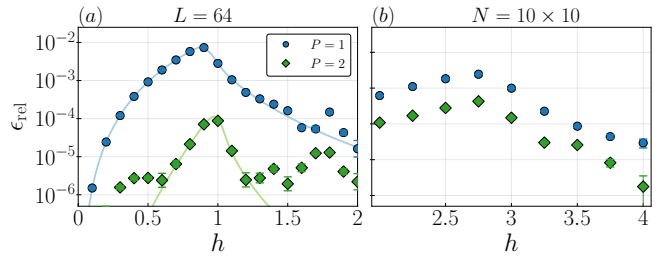 (a) L = 64
(b) N = 10 × 10
P = 1
P = 2
ϵ_rel
10⁻²
10⁻³
10⁻⁴
10⁻⁵
10⁻⁶
0 0.5 1 1.5 2
2.5 3 3.5 4
h
h